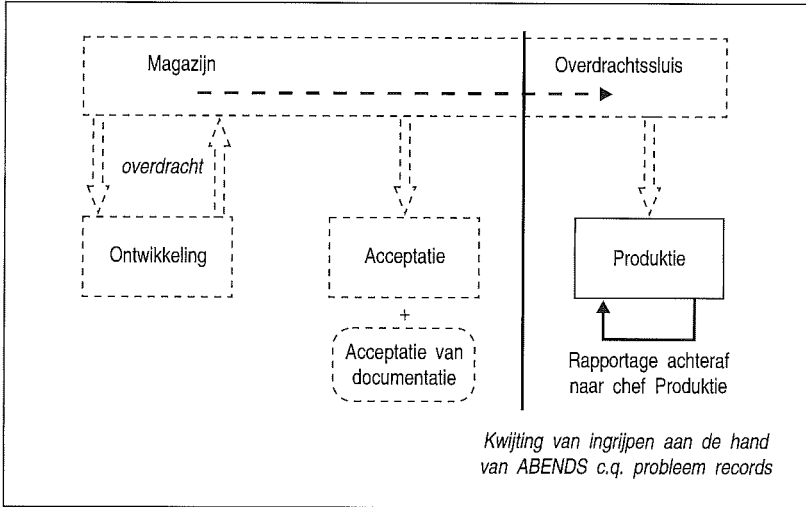 Magazijn
Overdrachtssluis
overdracht
Ontwikkeling
Acceptatie
Produktie
+
Acceptatie van
documentatie
Rapportage achteraf
naar chef Produktie
Kwijting van ingrijpen aan de hand
van ABENDS c.q. probleem records